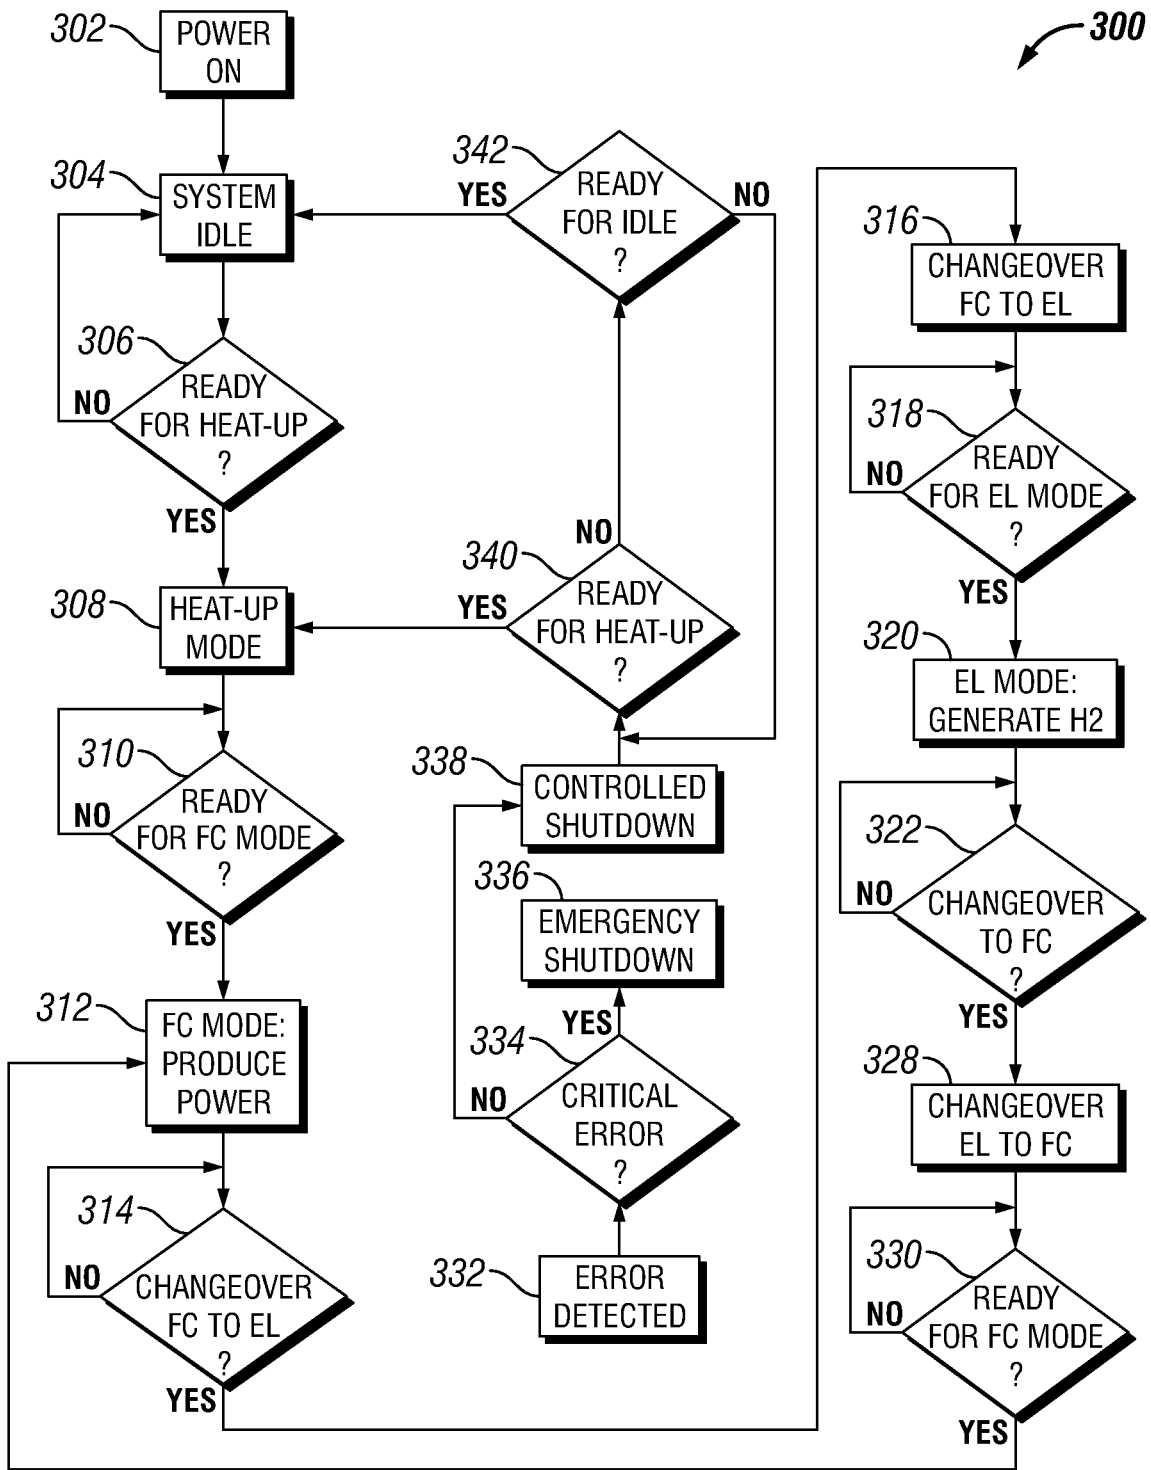 300
302
POWER
ON
304
SYSTEM
IDLE
306
READY
FOR HEAT-UP
?
NO
YES
308
HEAT-UP
MODE
310
READY
FOR FC MODE
?
NO
YES
312
FC MODE:
PRODUCE
POWER
314
CHANGEOVER
FC TO EL
?
NO
YES
342
READY
FOR IDLE
?
YES
NO
340
READY
FOR HEAT-UP
?
NO
YES
338
CONTROLLED
SHUTDOWN
336
EMERGENCY
SHUTDOWN
YES
334
CRITICAL
ERROR
?
NO
332
ERROR
DETECTED
316
CHANGEOVER
FC TO EL
318
READY
FOR EL MODE
?
NO
YES
320
EL MODE:
GENERATE H2
322
CHANGEOVER
TO FC
?
NO
YES
328
CHANGEOVER
EL TO FC
330
READY
FOR FC MODE
?
NO
YES